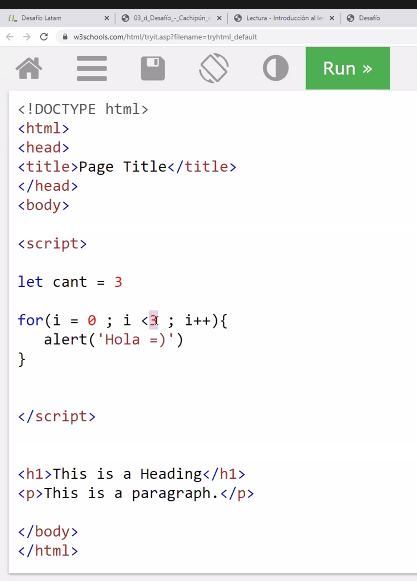 Desafío Latam
03_d_Desafío_-_Cachipún_c
Lectura - Introducción al le
Desafío
w3schools.com/html/tryit.asp?filename=tryhtml_default
Run »
<!DOCTYPE html>
<html>
<head>
<title>Page Title</title>
</head>
<body>
<script>
let cant = 3
for(i = 0 ; i <3 ; i++){
alert('Hola =)')
}
</script>
<h1>This is a Heading</h1>
<p>This is a paragraph.</p>
</body>
</html>